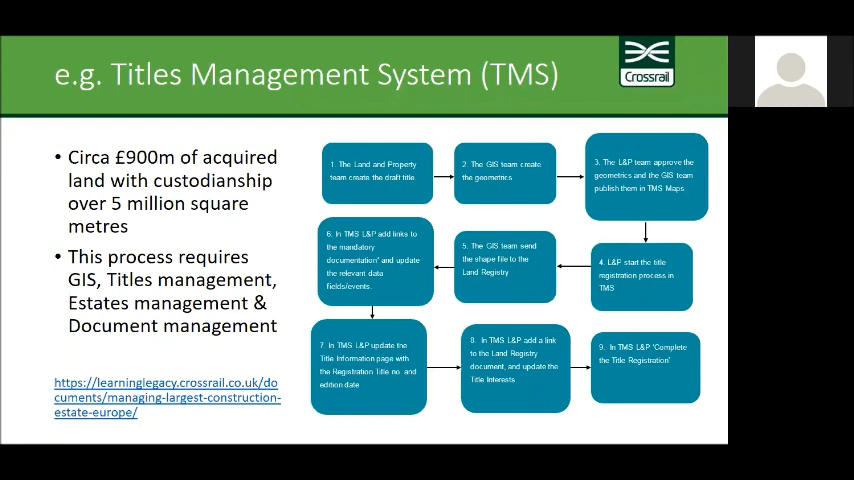 e.g. Titles Management System (TMS)
Crossrail
• Circa £900m of acquired
land with custodianship
over 5 million square
metres
• This process requires
GIS, Titles management,
Estates management &
Document management
https://learninglegacy.crossrail.co.uk/do
cuments/managing-largest-construction-
estate-europe/
1. The Land and Property
team create the draft title.
2. The GIS team create
the geometrics
3. The L&P team approve the
geometrics and the GIS team
publish them in TMS Maps.
4. L&P start the title
registration process in
TMS
5. The GIS team send
the shape file to the
Land Registry
6. In TMS L&P add links to
the mandatory
documentation* and update
the relevant data
fields/events.
7. In TMS L&P update the
Title Information page with
the Registration Title no. and
edition date
8. In TMS L&P add a link
to the Land Registry
document, and update the
Title Interests
9. In TMS L&P 'Complete
the Title Registration'